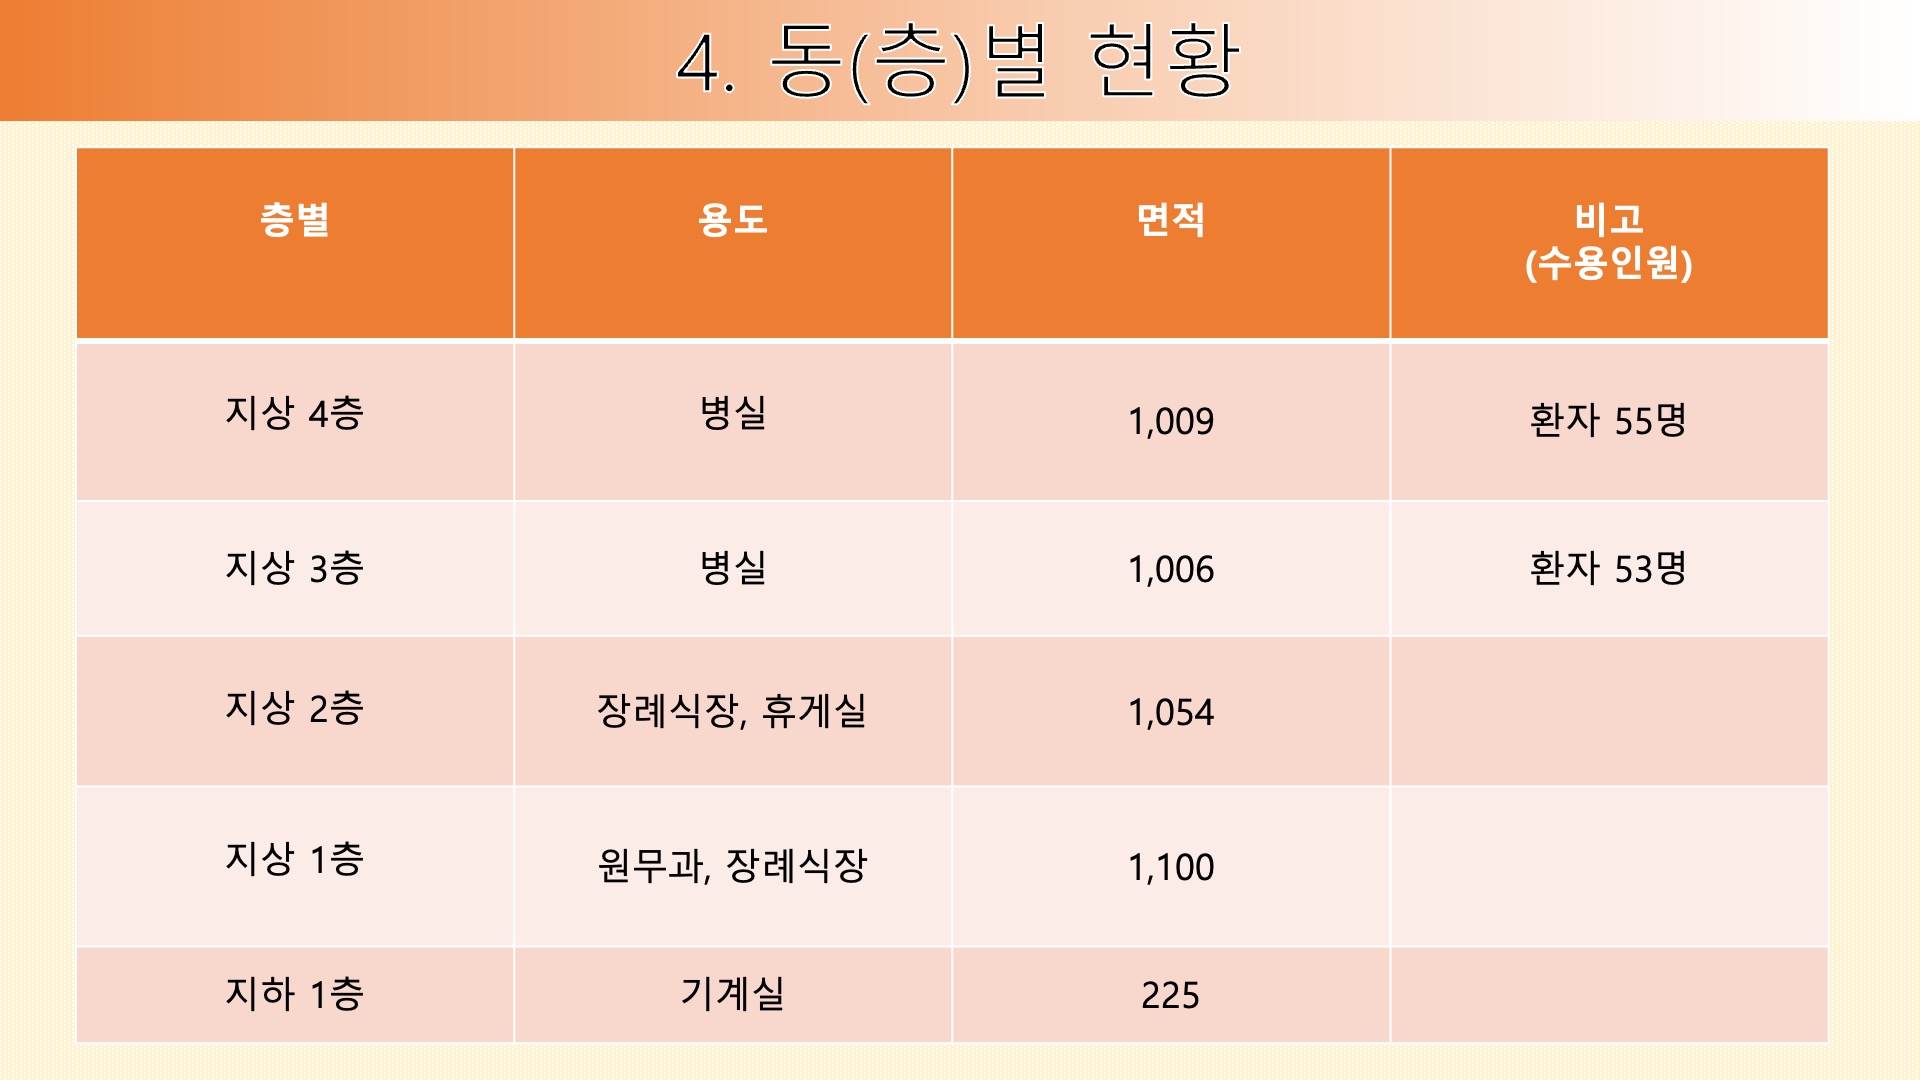 4. 동(층)별 현황
층별 용도 면적 비고
(수용인원)
지상 4층 병실 1,009 환자 55명
지상 3층 병실 1,006 환자 53명
지상 2층 장례식장, 휴게실 1,054
지상 1층 원무과, 장례식장 1,100
지하 1층 기계실 225